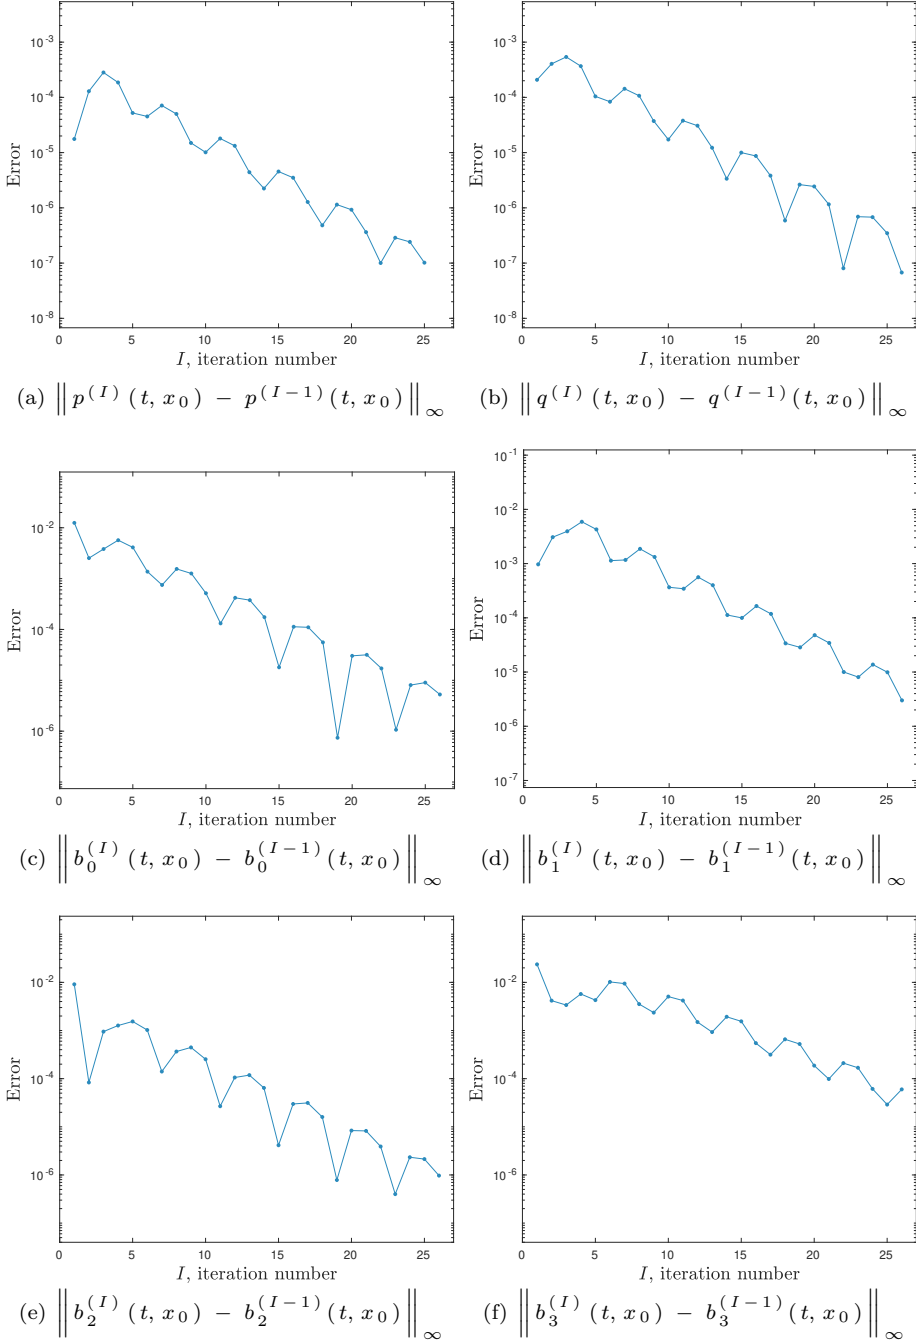 10^{-3}
10^{-4}
10^{-5}
10^{-6}
10^{-7}
10^{-8}
Error
0 5 10 15 20 25
I, iteration number
(a) ‖ p^{(I)} (t, x_0) − p^{(I−1)} (t, x_0) ‖_∞
10^{-3}
10^{-4}
10^{-5}
10^{-6}
10^{-7}
10^{-8}
Error
0 5 10 15 20 25
I, iteration number
(b) ‖ q^{(I)} (t, x_0) − q^{(I−1)} (t, x_0) ‖_∞
10^{-2}
10^{-4}
10^{-6}
Error
0 5 10 15 20 25
I, iteration number
(c) ‖ b_0^{(I)} (t, x_0) − b_0^{(I−1)} (t, x_0) ‖_∞
10^{-1}
10^{-2}
10^{-3}
10^{-4}
10^{-5}
10^{-6}
10^{-7}
Error
0 5 10 15 20 25
I, iteration number
(d) ‖ b_1^{(I)} (t, x_0) − b_1^{(I−1)} (t, x_0) ‖_∞
10^{-2}
10^{-4}
10^{-6}
Error
0 5 10 15 20 25
I, iteration number
(e) ‖ b_2^{(I)} (t, x_0) − b_2^{(I−1)} (t, x_0) ‖_∞
10^{-2}
10^{-4}
10^{-6}
Error
0 5 10 15 20 25
I, iteration number
(f) ‖ b_3^{(I)} (t, x_0) − b_3^{(I−1)} (t, x_0) ‖_∞